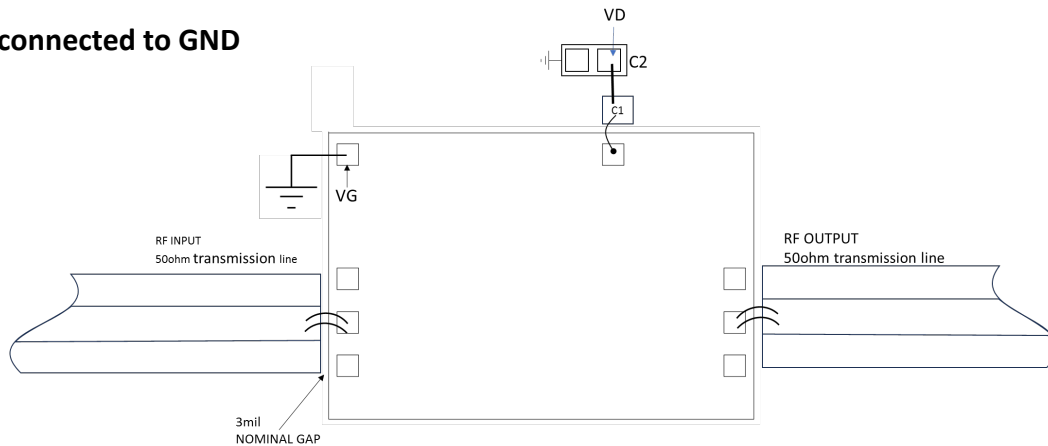 connected to GND
VD
C2
C1
VG
RF INPUT
50ohm transmission line
RF OUTPUT
50ohm transmission line
3mil
NOMINAL GAP